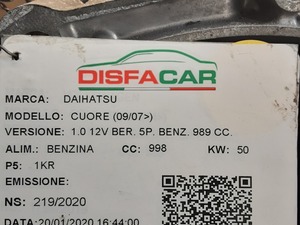 DISFACAR
MARCA: DAIHATSU
MODELLO: CUORE (09/07>)
VERSIONE: 1.0 12V BER. 5P. BENZ. 989 CC.
ALIM.: BENZINA CC: 998 KW: 50
P5: 1KR
EMISSIONE:
NS: 219/2020
DATA: 20/01/2020 16:44:00